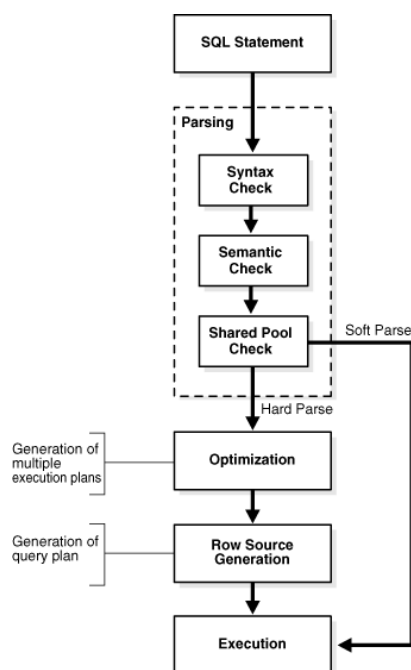 SQL Statement
Parsing
Syntax
Check
Semantic
Check
Shared Pool
Check
Soft Parse
Hard Parse
Generation of
multiple
execution plans
Optimization
Generation of
query plan
Row Source
Generation
Execution